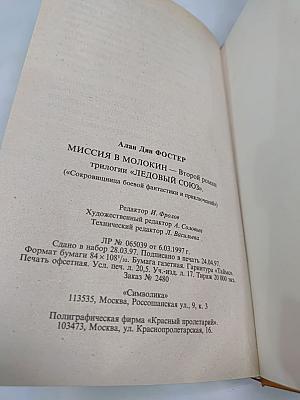 Алан Дин ФОСТЕР
МИССИЯ В МОЛОКИН — Второй роман
трилогии «ЛЕДОВЫЙ СОЮЗ».
(«Сокровищница боевой фантастики и приключений»)
Редактор И. Фролов
Художественный редактор А. Соловьев
Технический редактор Л. Васильева
ЛР № 065039 от 6.03.1997 г.
Сдано в набор 28.03.97. Подписано в печать 24.04.97.
Формат бумаги 84 × 108¹/₃₂. Бумага газетная. Гарнитура «Таймс».
Печать офсетная. Усл. печ. л. 20,5. Уч.-изд. л. 17. Тираж 20 000 экз.
Заказ № 2480
«Символика»
113535, Москва, Россошанская ул., 9, к. 3
Полиграфическая фирма «Красный пролетарий».
103473, Москва, ул. Краснопролетарская, 16.